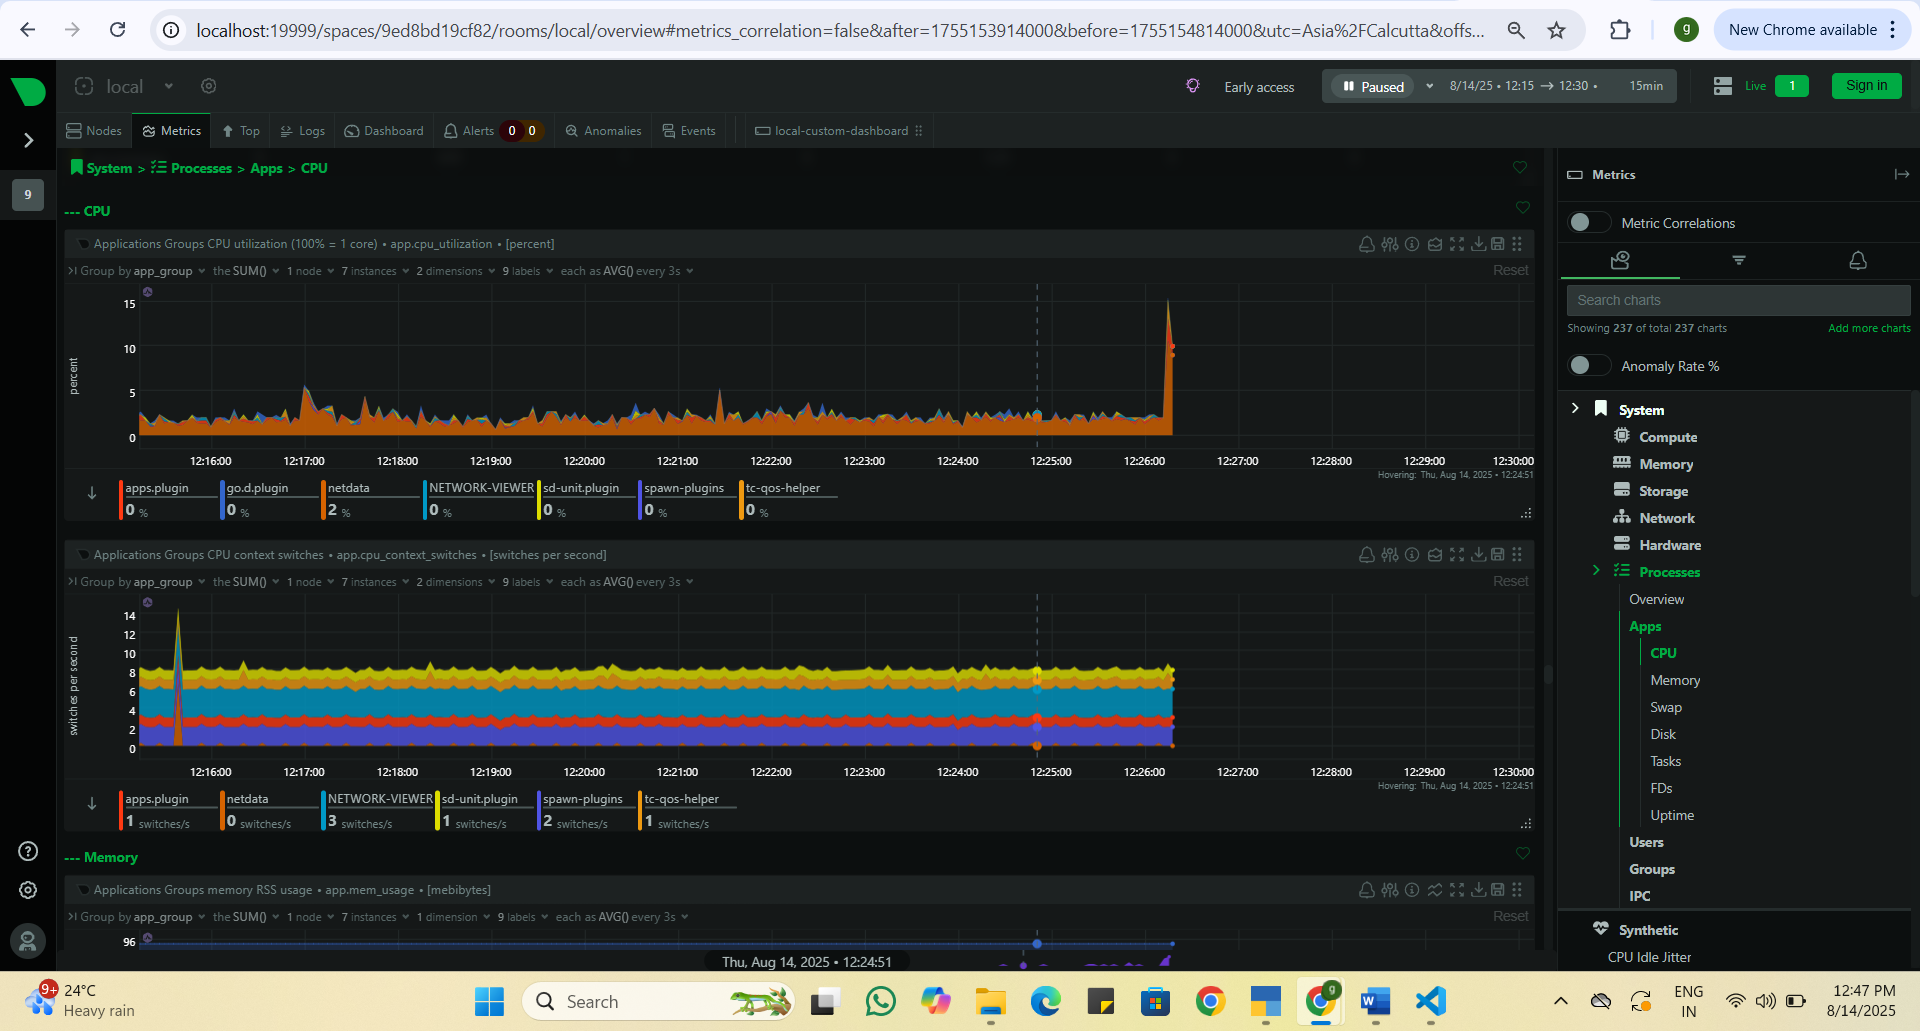 localhost:19999/spaces/9ed8bd19cf82/rooms/local/overview#metrics_correlation=false&after=1755153914000&before=1755154814000&utc=Asia%2FCalcutta&offs...
g
New Chrome available
local
Early access
Paused
8/14/25 • 12:15 → 12:30 •
15min
Live
1
Sign in
Nodes
Metrics
Top
Logs
Dashboard
Alerts
0
0
Anomalies
Events
local-custom-dashboard
9
System > Processes > Apps > CPU
--- CPU
Applications Groups CPU utilization (100% = 1 core) • app.cpu_utilization • [percent]
Group by app_group the SUM() 1 node 7 instances 2 dimensions 9 labels each as AVG() every 3s
Reset
percent
15
10
5
0
12:16:00 12:17:00 12:18:00 12:19:00 12:20:00 12:21:00 12:22:00 12:23:00 12:24:00 12:25:00 12:26:00 12:27:00 12:28:00 12:29:00 12:30:00
Hovering: Thu, Aug 14, 2025 • 12:24:51
apps.plugin go.d.plugin netdata NETWORK-VIEWER sd-unit.plugin spawn-plugins tc-qos-helper
0 % 0 % 2 % 0 % 0 % 0 % 0 %
Applications Groups CPU context switches • app.cpu_context_switches • [switches per second]
Group by app_group the SUM() 1 node 7 instances 2 dimensions 9 labels each as AVG() every 3s
Reset
switches per second
14
12
10
8
6
4
2
0
12:16:00 12:17:00 12:18:00 12:19:00 12:20:00 12:21:00 12:22:00 12:23:00 12:24:00 12:25:00 12:26:00 12:27:00 12:28:00 12:29:00 12:30:00
Hovering: Thu, Aug 14, 2025 • 12:24:51
apps.plugin netdata NETWORK-VIEWER sd-unit.plugin spawn-plugins tc-qos-helper
1 switches/s 0 switches/s 3 switches/s 1 switches/s 2 switches/s 1 switches/s
--- Memory
Applications Groups memory RSS usage • app.mem_usage • [mebibytes]
Group by app_group the SUM() 1 node 7 instances 1 dimension 9 labels each as AVG() every 3s
Reset
96
Thu, Aug 14, 2025 • 12:24:51
Metrics
Metric Correlations
Search charts
Showing 237 of total 237 charts
Add more charts
Anomaly Rate %
System
Compute
Memory
Storage
Network
Hardware
Processes
Overview
Apps
CPU
Memory
Swap
Disk
Tasks
FDs
Uptime
Users
Groups
IPC
Synthetic
CPU Idle Jitter
9+
24°C
Heavy rain
Search
g
ENG
IN
12:47 PM
8/14/2025